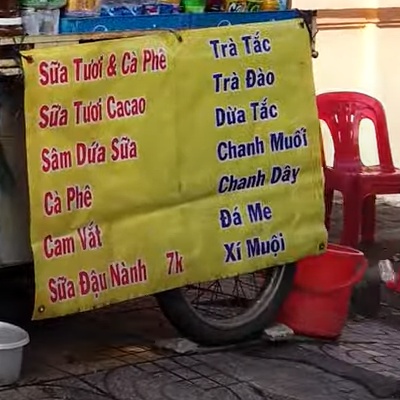 Sữa Tươi & Cà Phê
Sữa Tươi Cacao
Sâm Dứa Sữa
Cà Phê
Cam Vắt
Sữa Đậu Nành 7k
Trà Tắc
Trà Đào
Dừa Tắc
Chanh Muối
Chanh Dây
Đá Me
Xí Muội